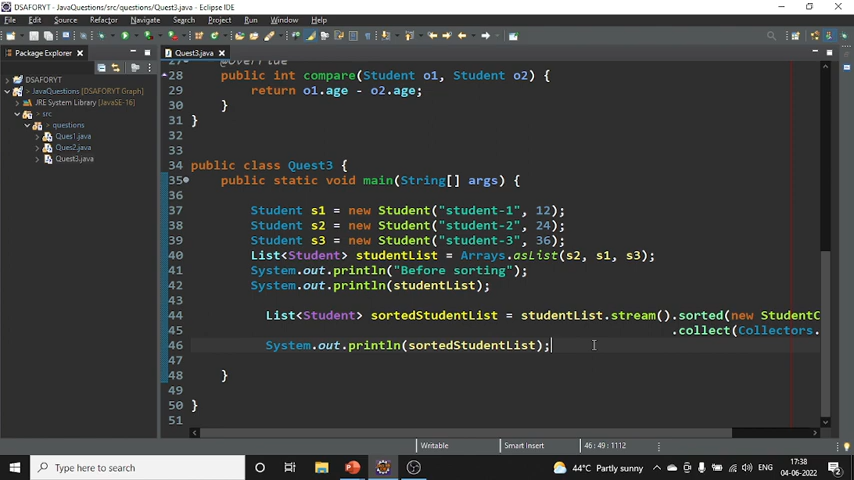 DSAFORYT - JavaQuestions/src/questions/Quest3.java - Eclipse IDE
File Edit Source Refactor Navigate Search Project Run Window Help
Package Explorer
Quest3.java
DSAFORYT
JavaQuestions [DSAFORYT Graph]
JRE System Library [JavaSE-16]
src
questions
Ques1.java
Ques2.java
Quest3.java
27 @Override
28 public int compare(Student o1, Student o2) {
29 return o1.age - o2.age;
30 }
31 }
32
33
34 public class Quest3 {
35 public static void main(String[] args) {
36
37 Student s1 = new Student("student-1", 12);
38 Student s2 = new Student("student-2", 24);
39 Student s3 = new Student("student-3", 36);
40 List<Student> studentList = Arrays.asList(s2, s1, s3);
41 System.out.println("Before sorting");
42 System.out.println(studentList);
43
44 List<Student> sortedStudentList = studentList.stream().sorted(new StudentC
45 .collect(Collectors.
46 System.out.println(sortedStudentList);
47
48 }
49
50 }
51
Writable Smart Insert 46 : 49 : 1112
Type here to search
44°C Partly sunny
ENG
17:38
04-06-2022
2